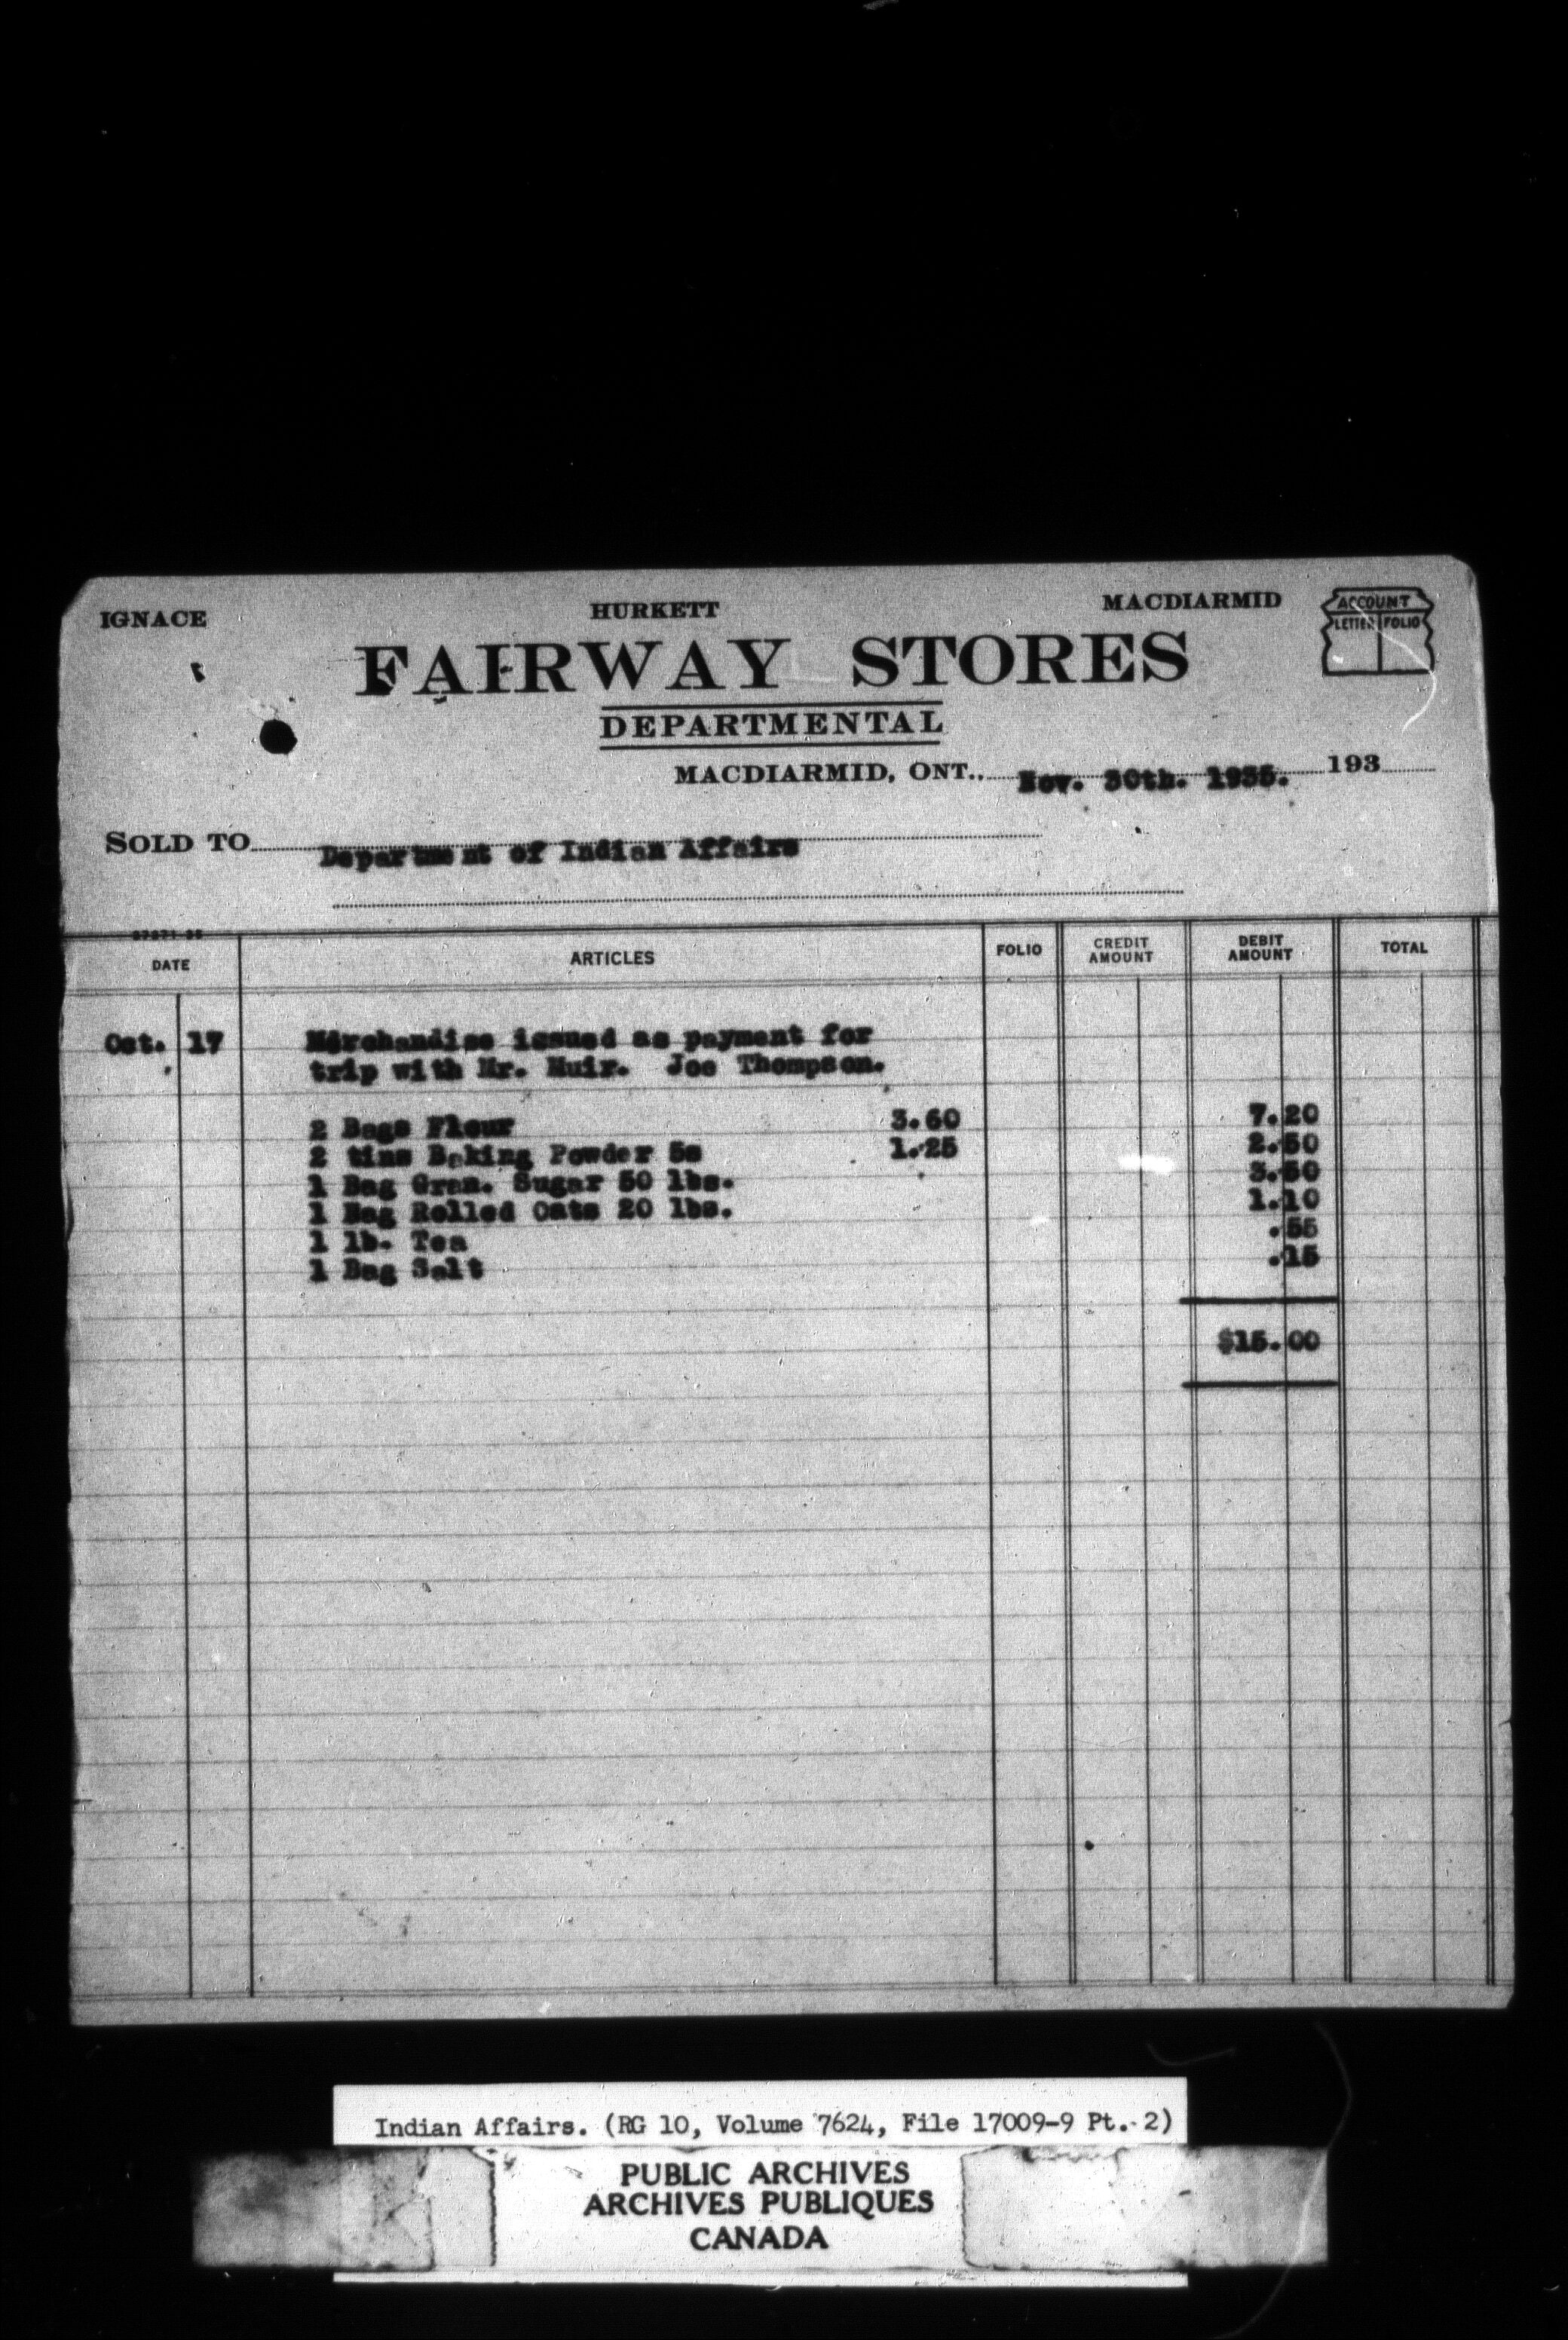 IGNACE HURKETT MACDIARMID
ACCOUNT
LETTER FOLIO
FAIRWAY STORES
DEPARTMENTAL
MACDIARMID, ONT. Nov. 30th. 1935. 193
SOLD TO Department of Indian Affairs
DATE ARTICLES FOLIO CREDIT AMOUNT DEBIT AMOUNT TOTAL
Oct. 17 Merchandise issued as payment for
trip with Mr. Muir. Joe Thompson.
2 Bags Flour 3.60 7.20
2 tins Baking Powder 5s 1.25 2.50
1 Bag Gran. Sugar 50 lbs. 3.50
1 Bag Rolled Oats 20 lbs. 1.10
1 lb. Tea .55
1 Bag Salt .15
$15.00
Indian Affairs. (RG 10, Volume 7624, File 17009-9 Pt. 2)
PUBLIC ARCHIVES
ARCHIVES PUBLIQUES
CANADA